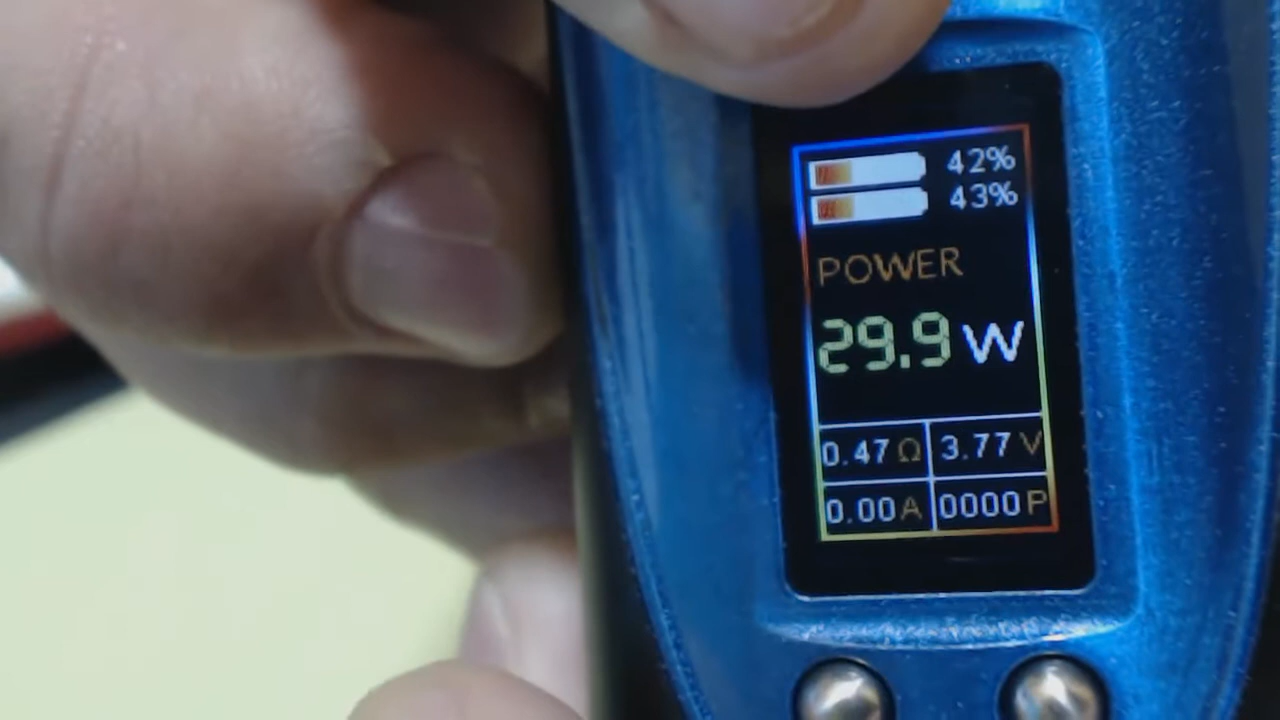 42%
43%
POWER
29.9 W
0.47 Ω 3.77 V
0.00 A 0000 P